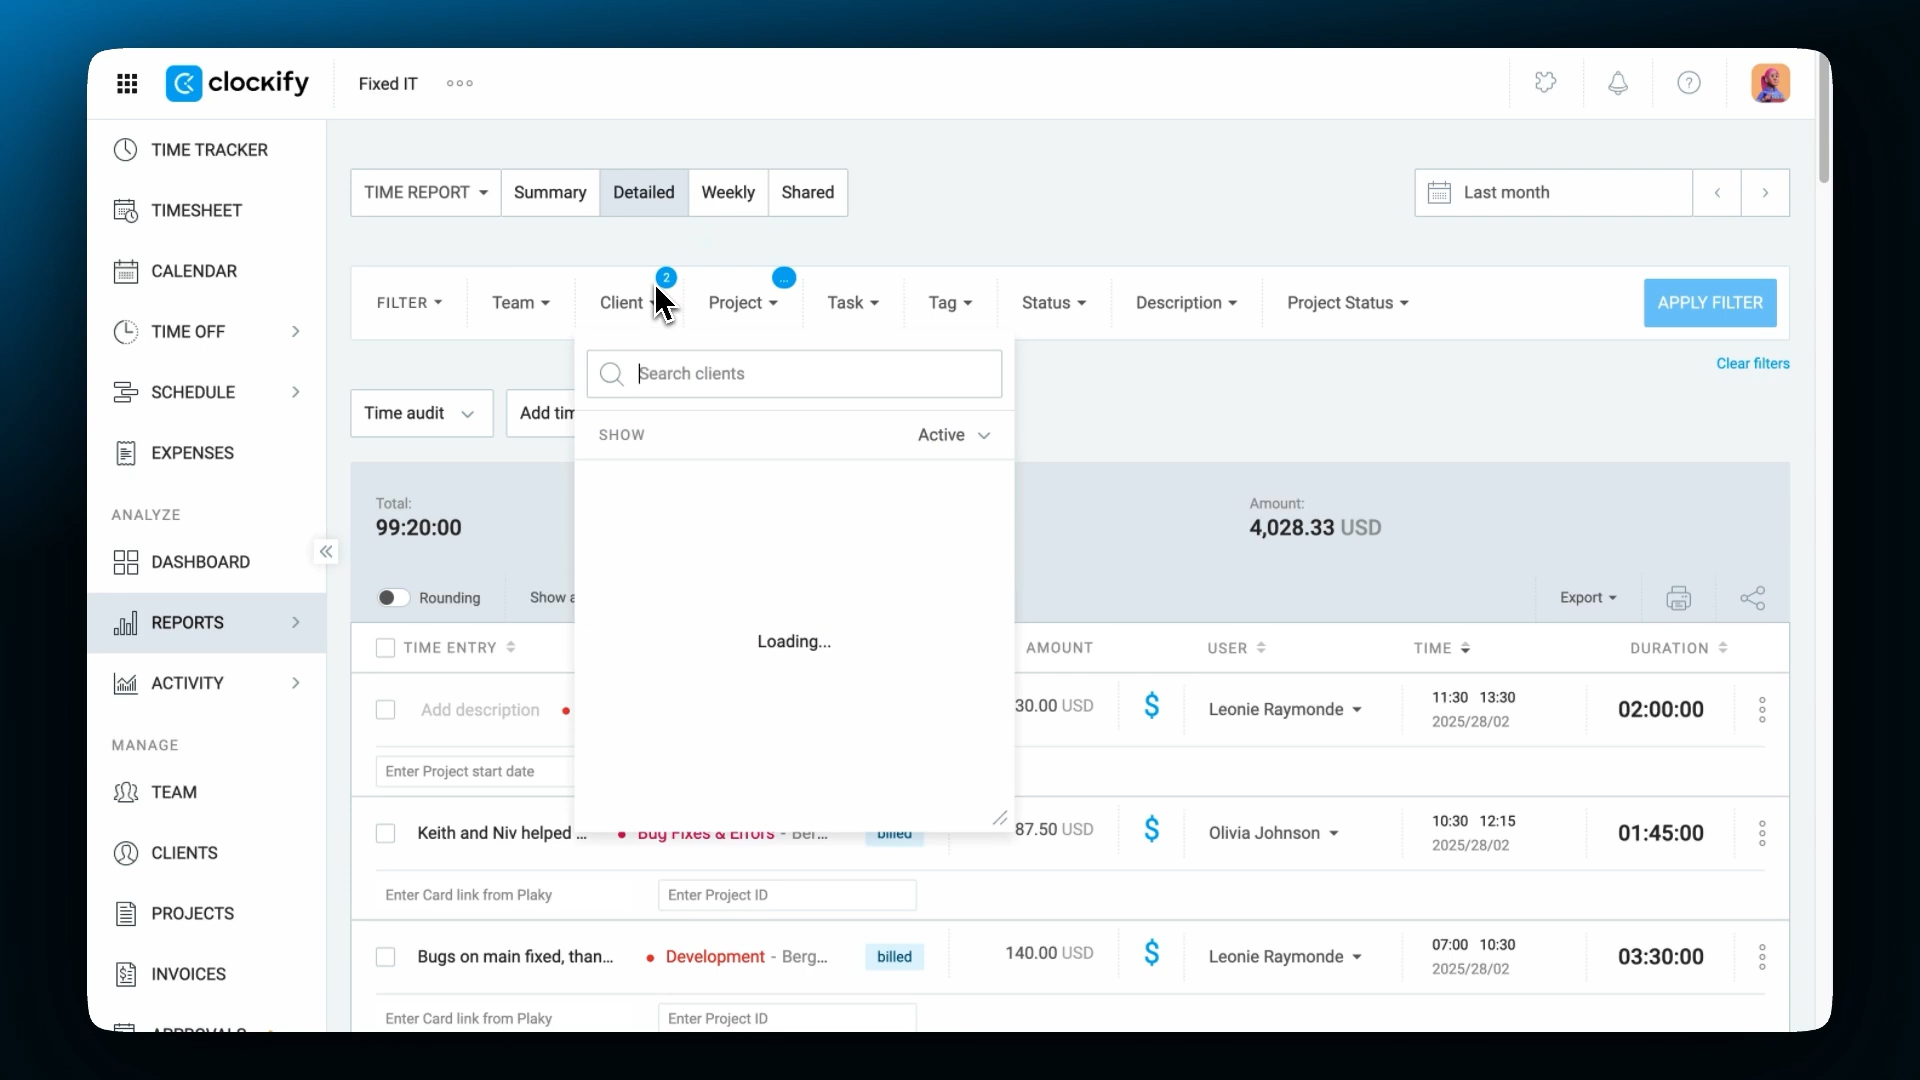 clockify
Fixed IT
TIME TRACKER
TIMESHEET
CALENDAR
TIME OFF
SCHEDULE
EXPENSES
ANALYZE
DASHBOARD
REPORTS
ACTIVITY
MANAGE
TEAM
CLIENTS
PROJECTS
INVOICES
APPROVALS
TIME REPORT Summary Detailed Weekly Shared
Last month
2 ...
FILTER Team Client Project Task Tag Status Description Project Status APPLY FILTER
Clear filters
Search clients
SHOW Active
Loading...
Time audit Add tim
Total:
99:20:00
Amount:
4,028.33 USD
Rounding Show a
Export
TIME ENTRY AMOUNT USER TIME DURATION
Add description 30.00 USD $ Leonie Raymonde 11:30 13:30 02:00:00
2025/28/02
Enter Project start date
Keith and Niv helped ... Bug Fixes & Errors - Ber... billed 87.50 USD $ Olivia Johnson 10:30 12:15 01:45:00
2025/28/02
Enter Card link from Plaky Enter Project ID
Bugs on main fixed, than... Development - Berg... billed 140.00 USD $ Leonie Raymonde 07:00 10:30 03:30:00
2025/28/02
Enter Card link from Plaky Enter Project ID